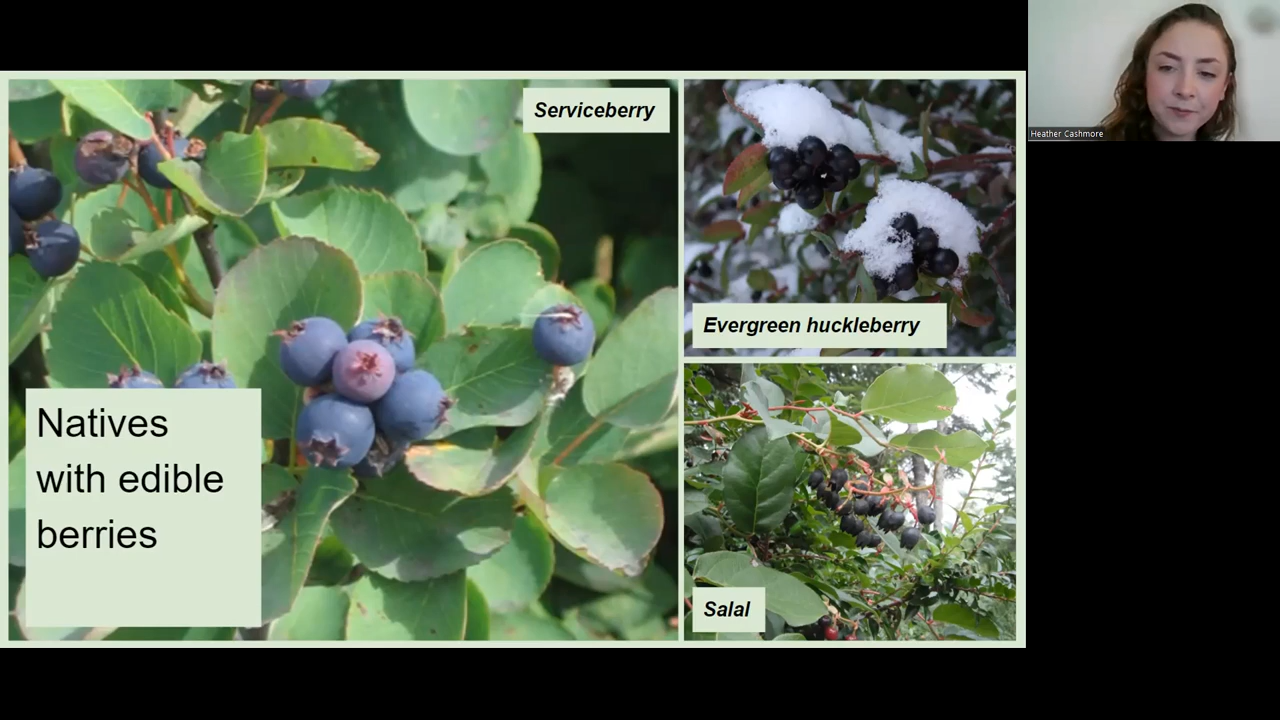 Serviceberry
Natives
with edible
berries
Evergreen huckleberry
Salal
Heather Cashmore